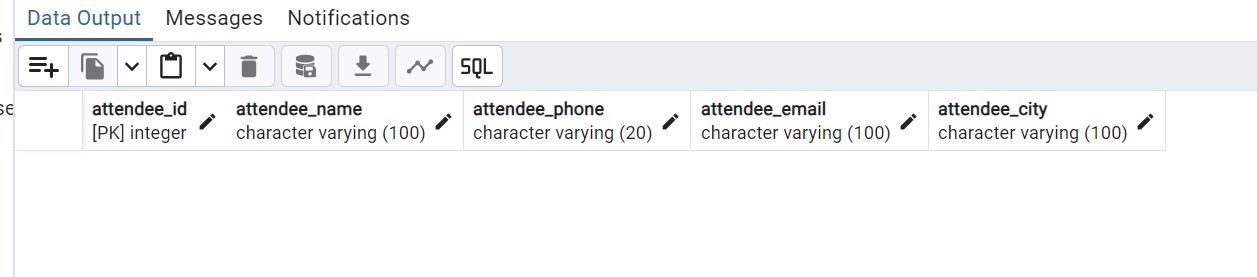 Data Output Messages Notifications
SQL
attendee_id attendee_name attendee_phone attendee_email attendee_city
[PK] integer character varying (100) character varying (20) character varying (100) character varying (100)